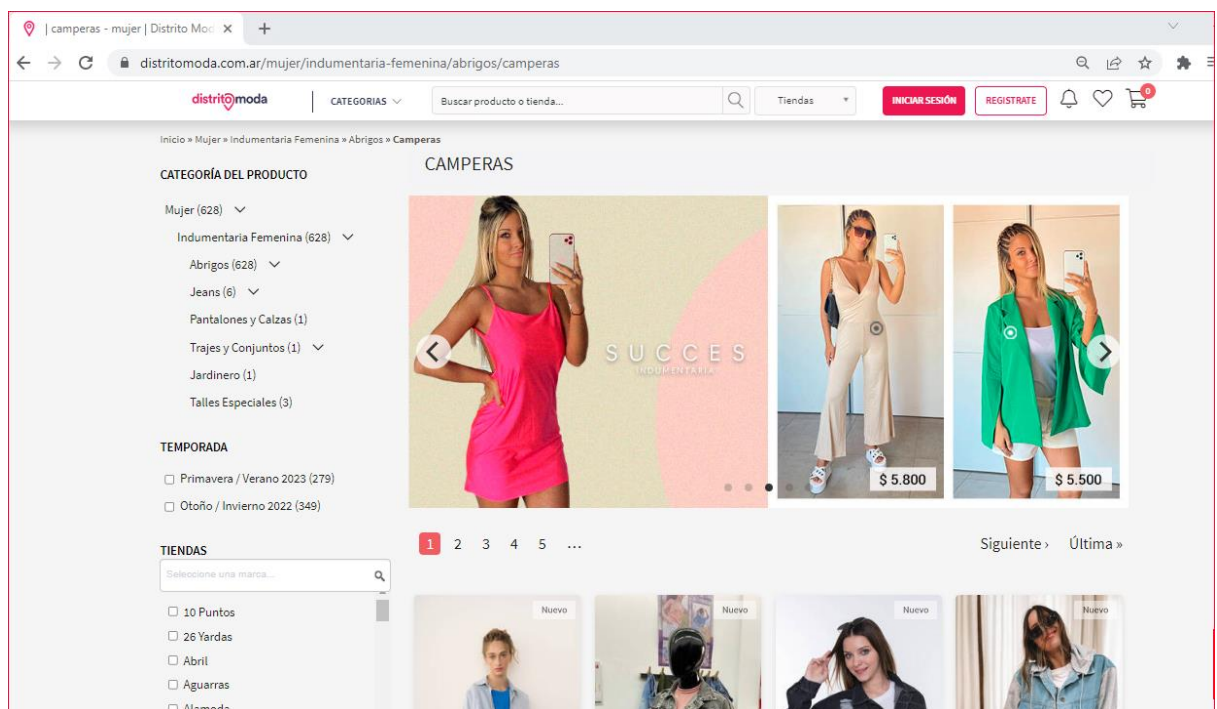 | camperas - mujer | Distrito Mod
distritomoda.com.ar/mujer/indumentaria-femenina/abrigos/camperas
distritomoda
CATEGORIAS
Buscar producto o tienda...
Tiendas
INICIAR SESIÓN
REGISTRATE
0
Inicio » Mujer » Indumentaria Femenina » Abrigos » Camperas
CATEGORÍA DEL PRODUCTO
Mujer (628)
Indumentaria Femenina (628)
Abrigos (628)
Jeans (6)
Pantalones y Calzas (1)
Trajes y Conjuntos (1)
Jardinero (1)
Talles Especiales (3)
TEMPORADA
Primavera / Verano 2023 (279)
Otoño / Invierno 2022 (349)
TIENDAS
Seleccione una marca...
10 Puntos
26 Yardas
Abril
Aguarras
Alameda
CAMPERAS
SUCCES
INDUMENTARIA
$ 5.800
$ 5.500
1 2 3 4 5 ...
Siguiente › Última »
Nuevo
Nuevo
Nuevo
Nuevo